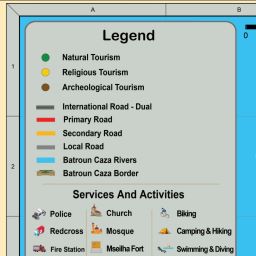 A
B
Legend
0
Natural Tourism
1
Religious Tourism
Archeological Tourism
International Road - Dual
Primary Road
Secondary Road
2
Local Road
Batroun Caza Rivers
Batroun Caza Border
Services And Activities
Police
Church
Biking
Redcross
Mosque
Camping & Hiking
Fire Station
Mseilha Fort
Swimming & Diving